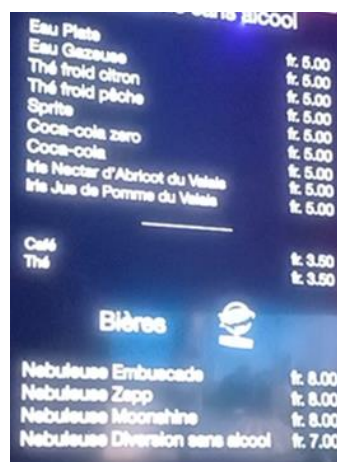 sans alcool
Eau Plate fr. 5.00
Eau Gazeuse fr. 5.00
Thé froid citron fr. 5.00
Thé froid pêche fr. 5.00
Sprite fr. 5.00
Coca-cola zero fr. 5.00
Coca-cola fr. 5.00
Iris Nectar d'Abricot du Valais fr. 5.00
Iris Jus de Pomme du Valais fr. 5.00
Café fr. 3.50
Thé fr. 3.50
Bières
Nebuleuse Embuscade fr. 8.00
Nebuleuse Zepp fr. 8.00
Nebuleuse Moonshine fr. 8.00
Nebuleuse Diversion sans alcool fr. 7.00